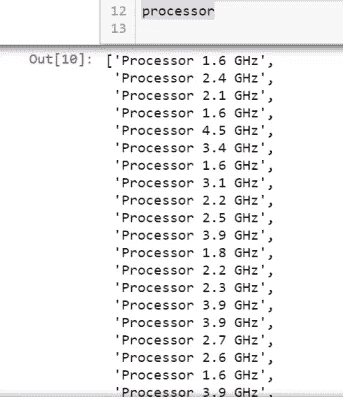 12 processor
13
Out[10]: ['Processor 1.6 GHz',
'Processor 2.4 GHz',
'Processor 2.1 GHz',
'Processor 1.6 GHz',
'Processor 4.5 GHz',
'Processor 3.4 GHz',
'Processor 1.6 GHz',
'Processor 3.1 GHz',
'Processor 2.2 GHz',
'Processor 2.5 GHz',
'Processor 3.9 GHz',
'Processor 1.8 GHz',
'Processor 2.2 GHz',
'Processor 2.3 GHz',
'Processor 3.9 GHz',
'Processor 3.9 GHz',
'Processor 2.7 GHz',
'Processor 2.6 GHz',
'Processor 1.6 GHz',
'Processor 3.9 GHz',